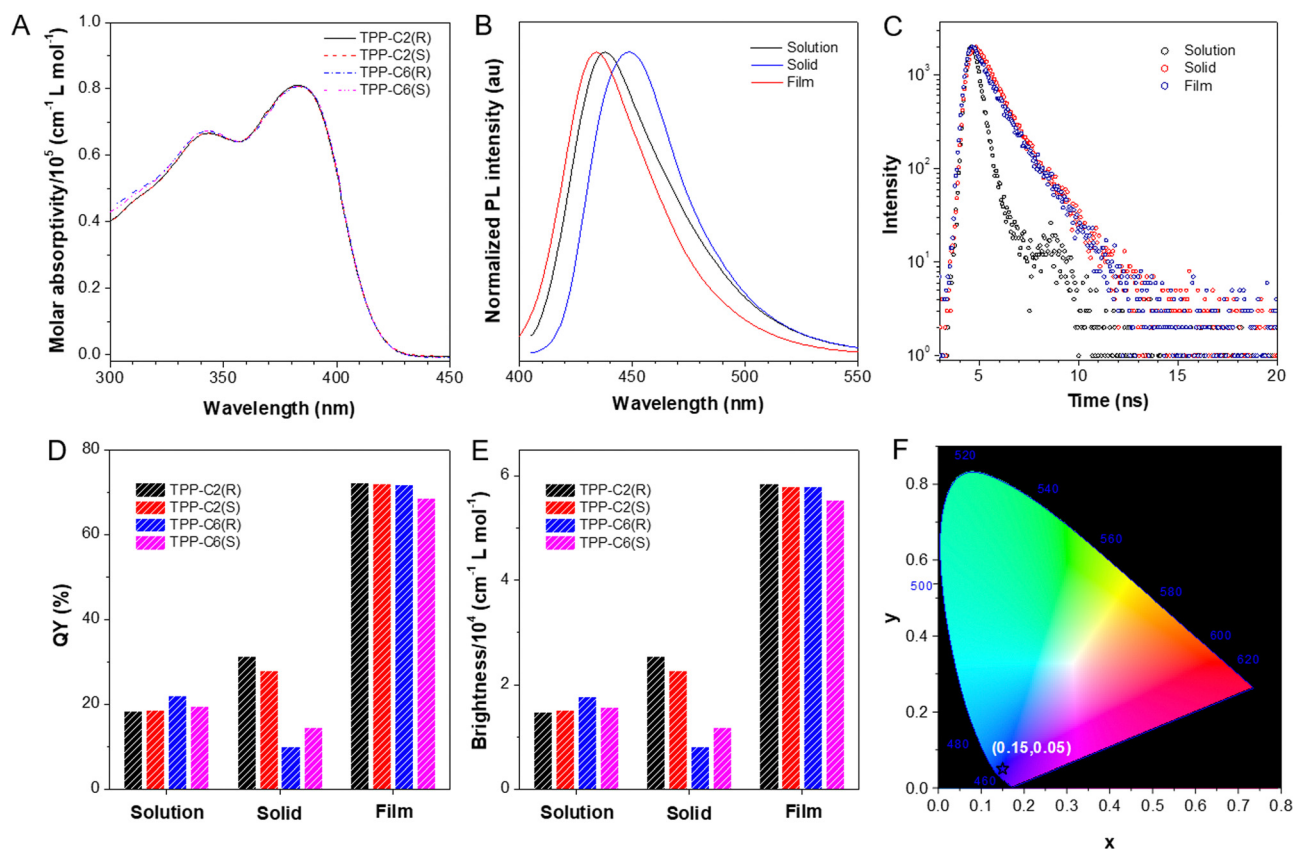 A
Molar absorptivity/10⁵ (cm⁻¹ L mol⁻¹)
1.0
0.8
0.6
0.4
0.2
0.0
TPP-C2(R)
TPP-C2(S)
TPP-C6(R)
TPP-C6(S)
300
350
400
450
Wavelength (nm)
B
Normalized PL intensity (au)
Solution
Solid
Film
400
450
500
550
Wavelength (nm)
C
Intensity
10³
10²
10¹
10⁰
Solution
Solid
Film
5
10
15
20
Time (ns)
D
QY (%)
80
60
40
20
0
TPP-C2(R)
TPP-C2(S)
TPP-C6(R)
TPP-C6(S)
Solution
Solid
Film
E
Brightness/10⁴ (cm⁻¹ L mol⁻¹)
6
4
2
0
TPP-C2(R)
TPP-C2(S)
TPP-C6(R)
TPP-C6(S)
Solution
Solid
Film
F
y
0.8
0.6
0.4
0.2
0.0
520
540
560
500
580
600
620
480
(0.15,0.05)
460
0.0
0.1
0.2
0.3
0.4
0.5
0.6
0.7
0.8
x